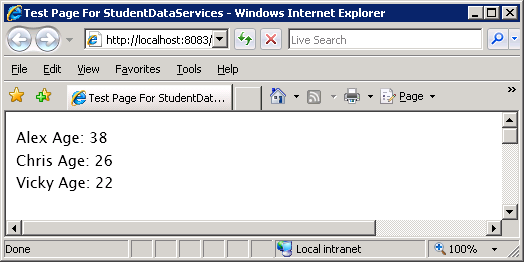 Test Page For StudentDataServices - Windows Internet Explorer
http://localhost:8083/
Live Search
File Edit View Favorites Tools Help
Test Page For StudentDat...
Page
Alex Age: 38
Chris Age: 26
Vicky Age: 22
Done
Local intranet
100%